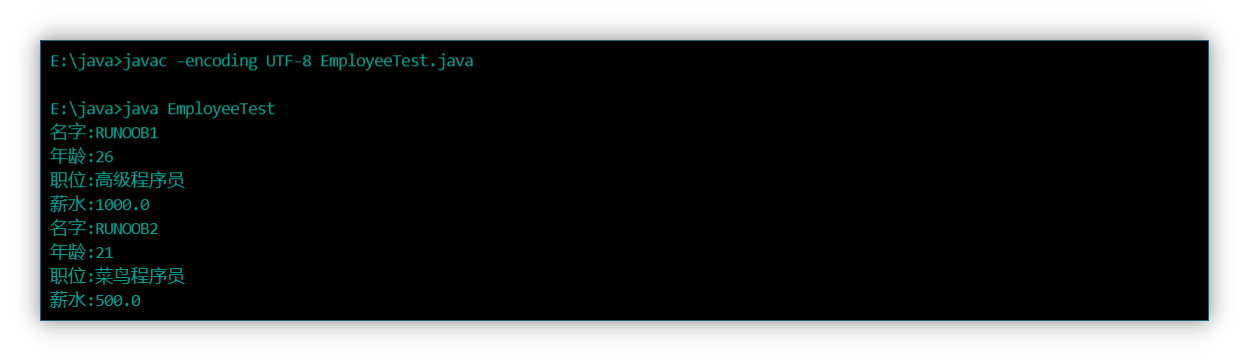 E:\java>javac -encoding UTF-8 EmployeeTest.java
E:\java>java EmployeeTest
名字:RUNOOB1
年龄:26
职位:高级程序员
薪水:1000.0
名字:RUNOOB2
年龄:21
职位:菜鸟程序员
薪水:500.0